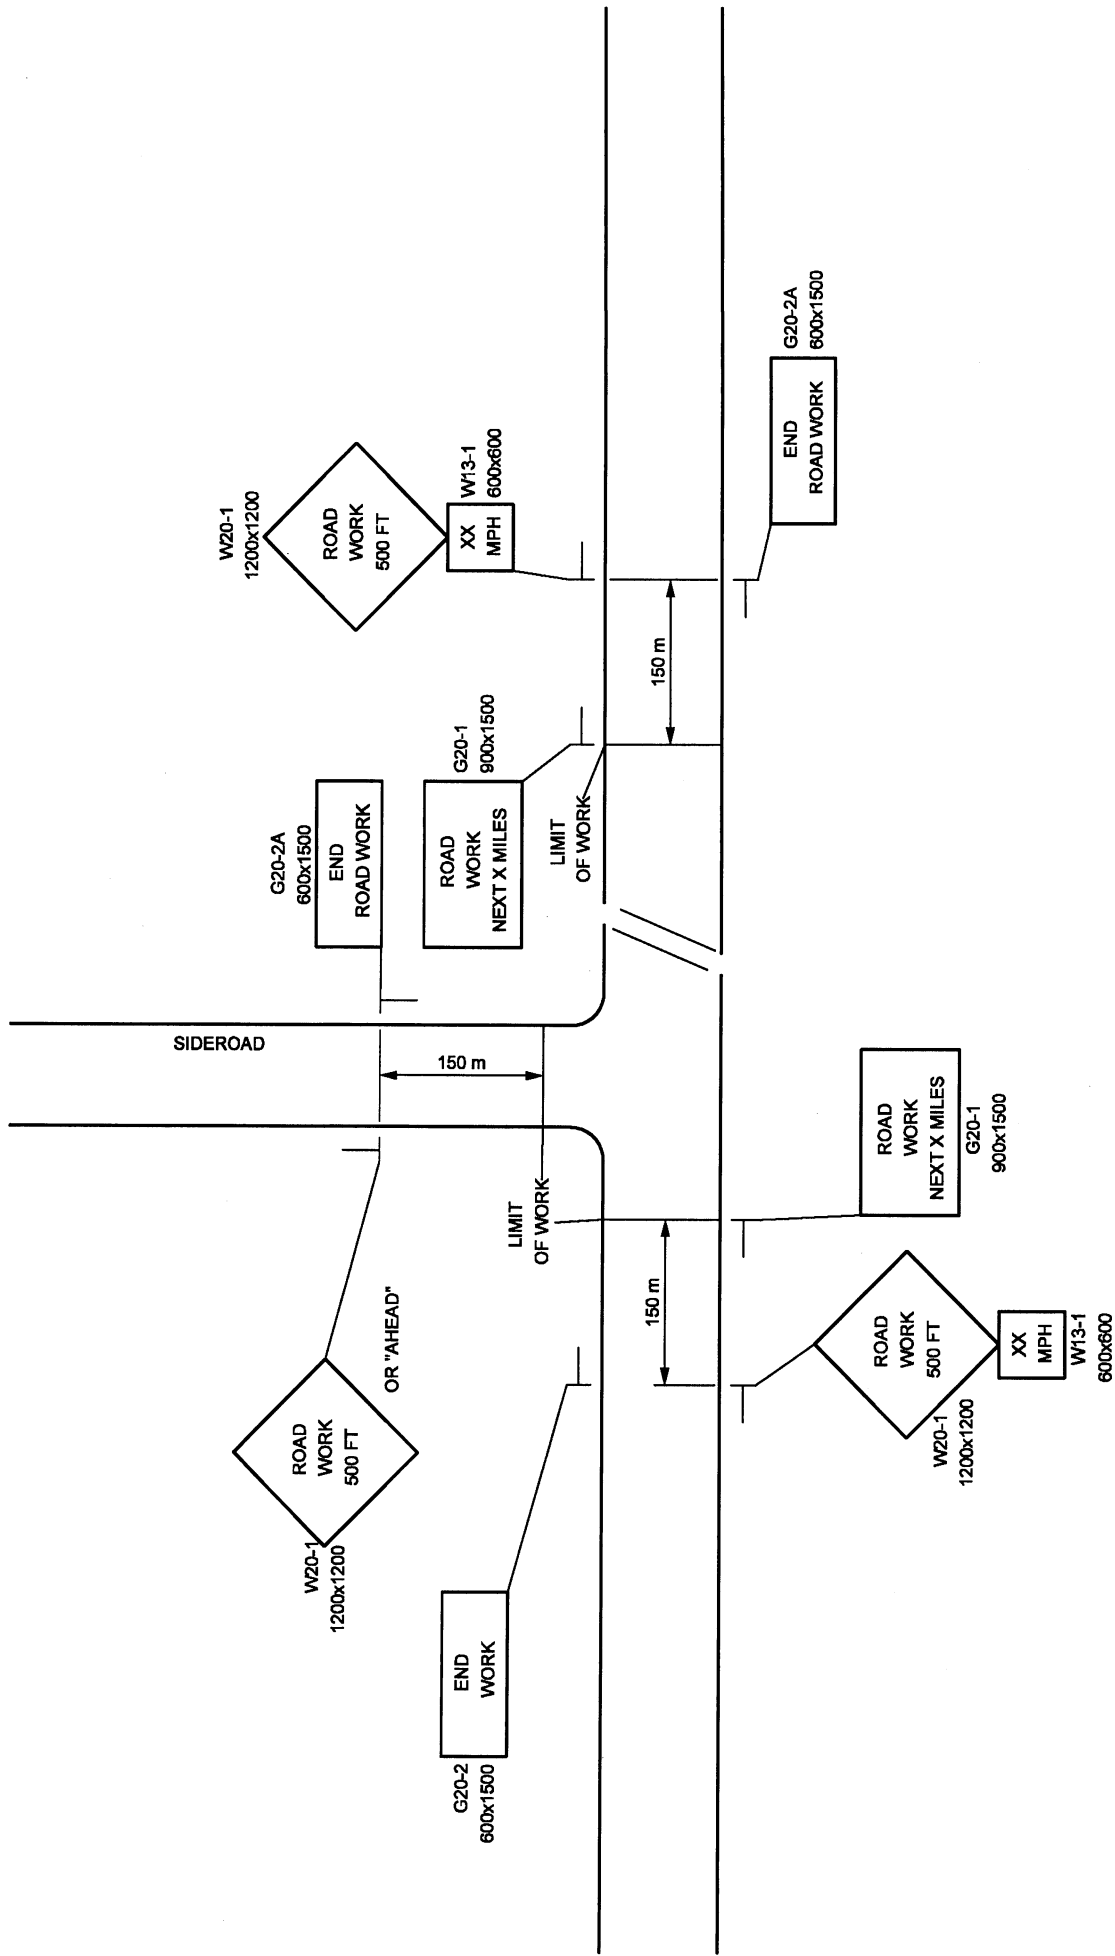 W20-1
1200x1200
ROAD
WORK
500 FT
XX
MPH
W13-1
600x600
G20-2A
600x1500
END
ROAD WORK
G20-1
900x1500
ROAD
WORK
NEXT X MILES
LIMIT
OF WORK
150 m
G20-2A
600x1500
END
ROAD WORK
SIDEROAD
150 m
W20-1
1200x1200
ROAD
WORK
500 FT
OR "AHEAD"
LIMIT
OF WORK
150 m
G20-2
600x1500
END
WORK
ROAD
WORK
NEXT X MILES
G20-1
900x1500
ROAD
WORK
500 FT
W20-1
1200x1200
XX
MPH
W13-1
600x600